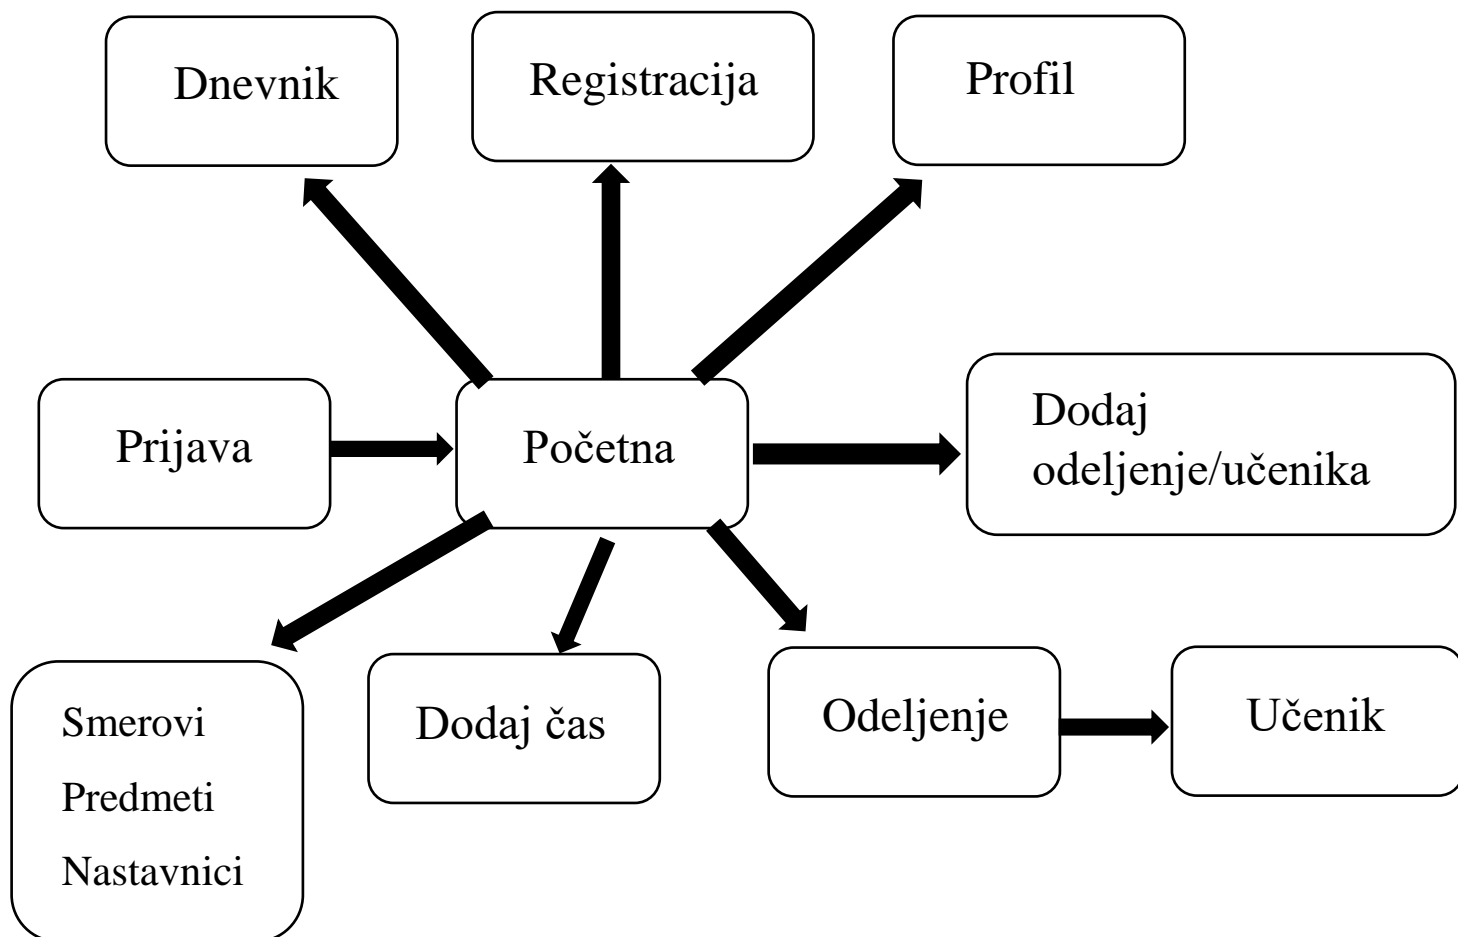 Dnevnik
Registracija
Profil
Prijava
Početna
Dodaj
odeljenje/učenika
Smerovi
Predmeti
Nastavnici
Dodaj čas
Odeljenje
Učenik